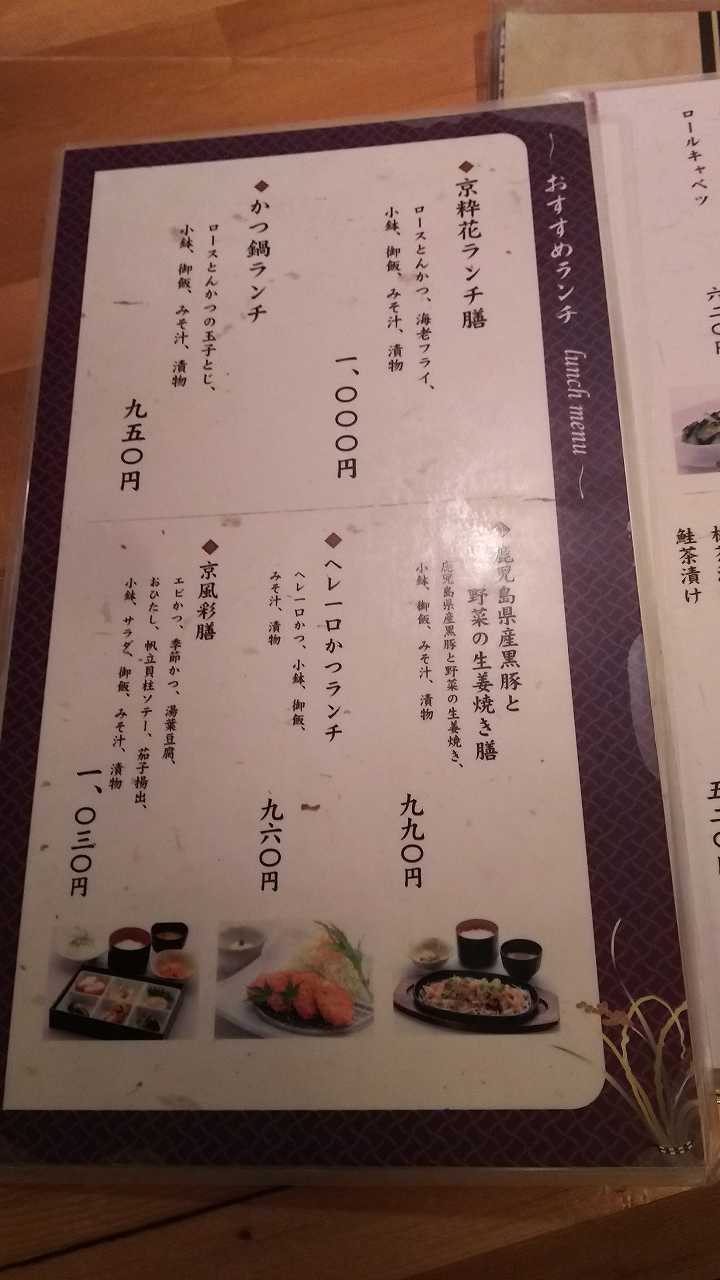 〜おすすめランチ lunch menu〜
京粋花ランチ膳
ロースとんかつ、海老フライ、
小鉢、御飯、みそ汁、漬物
一、〇〇〇円
かつ鍋ランチ
ロースとんかつの玉子とじ、
小鉢、御飯、みそ汁、漬物
九五〇円
鹿児島県産黒豚と
野菜の生姜焼き膳
鹿児島県産黒豚と野菜の生姜焼き、
小鉢、御飯、みそ汁、漬物
九九〇円
ヘレ一口かつランチ
ヘレ一口かつ、小鉢、御飯、
みそ汁、漬物
九六〇円
京風彩膳
エビかつ、季節かつ、湯葉豆腐、
おひたし、帆立貝柱ソテー、茄子揚出、
小鉢、サラダ、御飯、みそ汁、漬物
一、〇三〇円
ロールキャベツ
鮭茶漬け